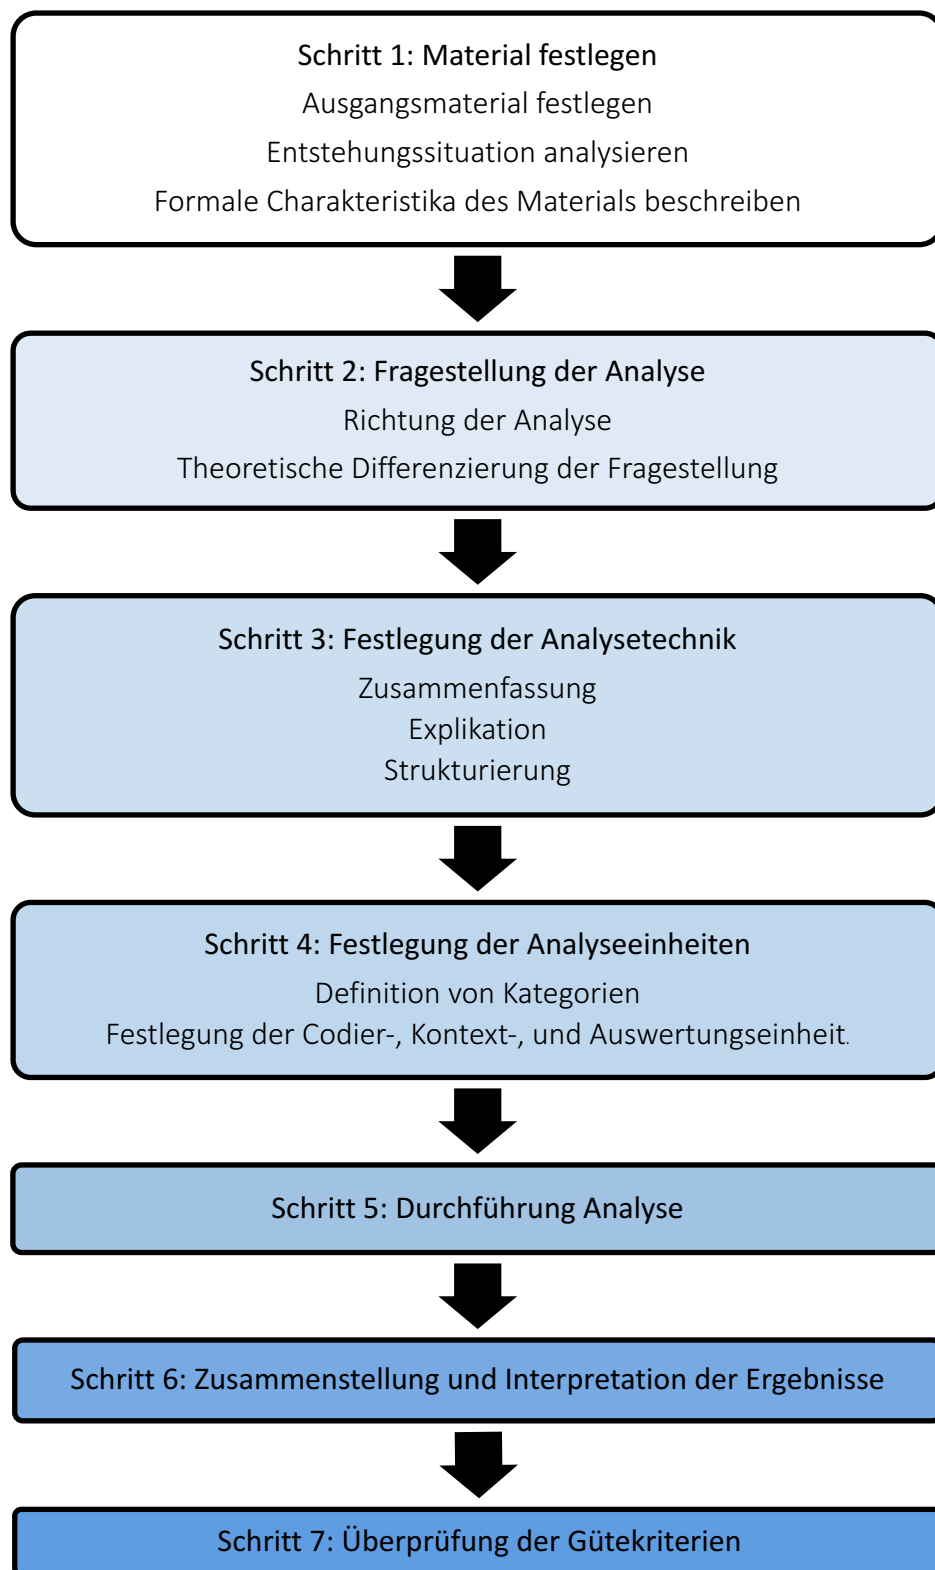 Schritt 1: Material festlegen
Ausgangsmaterial festlegen
Entstehungssituation analysieren
Formale Charakteristika des Materials beschreiben
Schritt 2: Fragestellung der Analyse
Richtung der Analyse
Theoretische Differenzierung der Fragestellung
Schritt 3: Festlegung der Analysetechnik
Zusammenfassung
Explikation
Strukturierung
Schritt 4: Festlegung der Analyseeinheiten
Definition von Kategorien
Festlegung der Codier-, Kontext-, und Auswertungseinheit.
Schritt 5: Durchführung Analyse
Schritt 6: Zusammenstellung und Interpretation der Ergebnisse
Schritt 7: Überprüfung der Gütekriterien